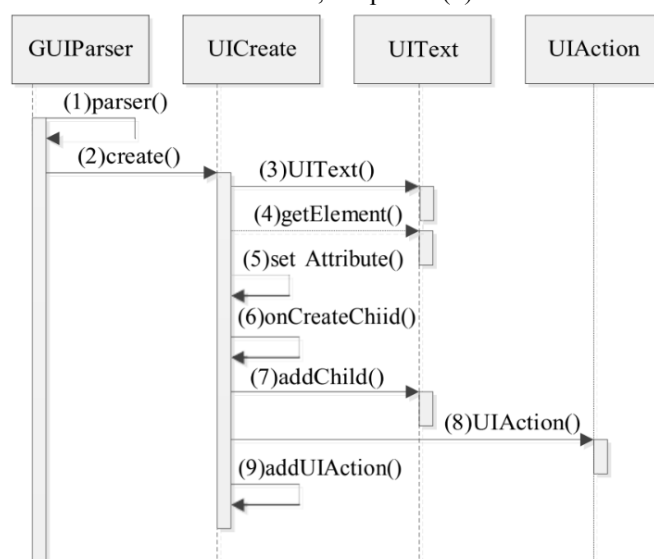 GUIParser UICreate UIText UIAction
(1)parser()
(2)create()
(3)UIText()
(4)getElement()
(5)set Attribute()
(6)onCreateChiid()
(7)addChild()
(8)UIAction()
(9)addUIAction()